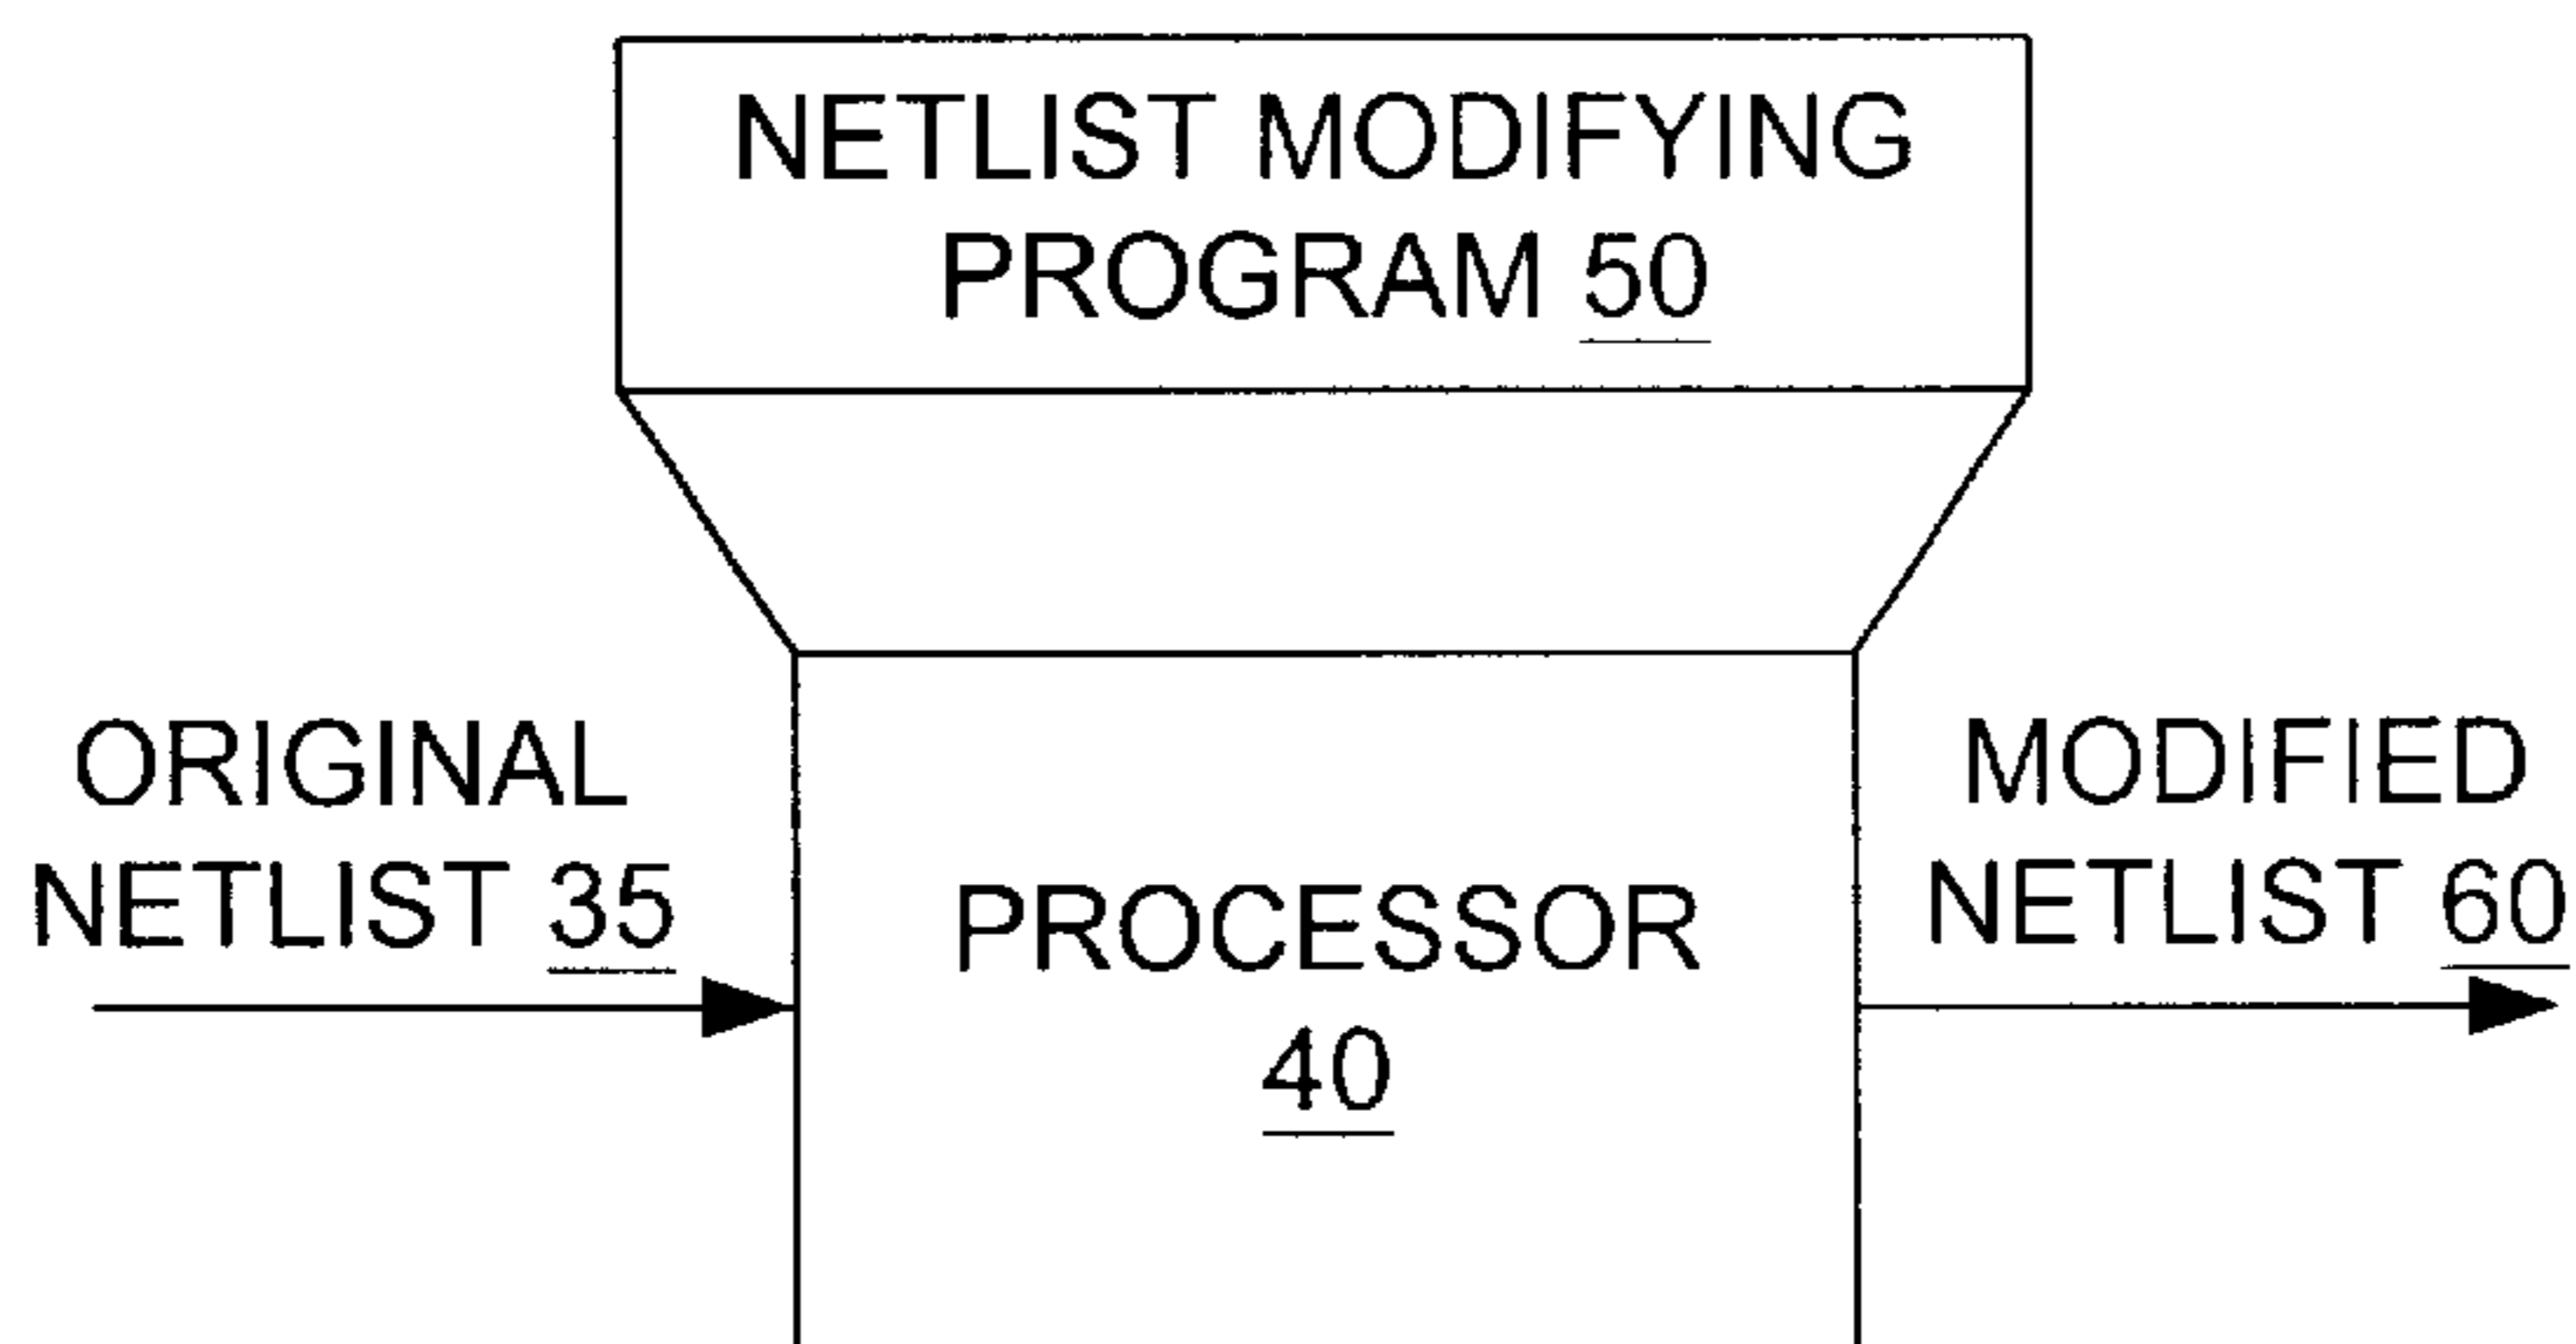 NETLIST MODIFYING
PROGRAM 50
ORIGINAL
NETLIST 35
PROCESSOR
40
MODIFIED
NETLIST 60